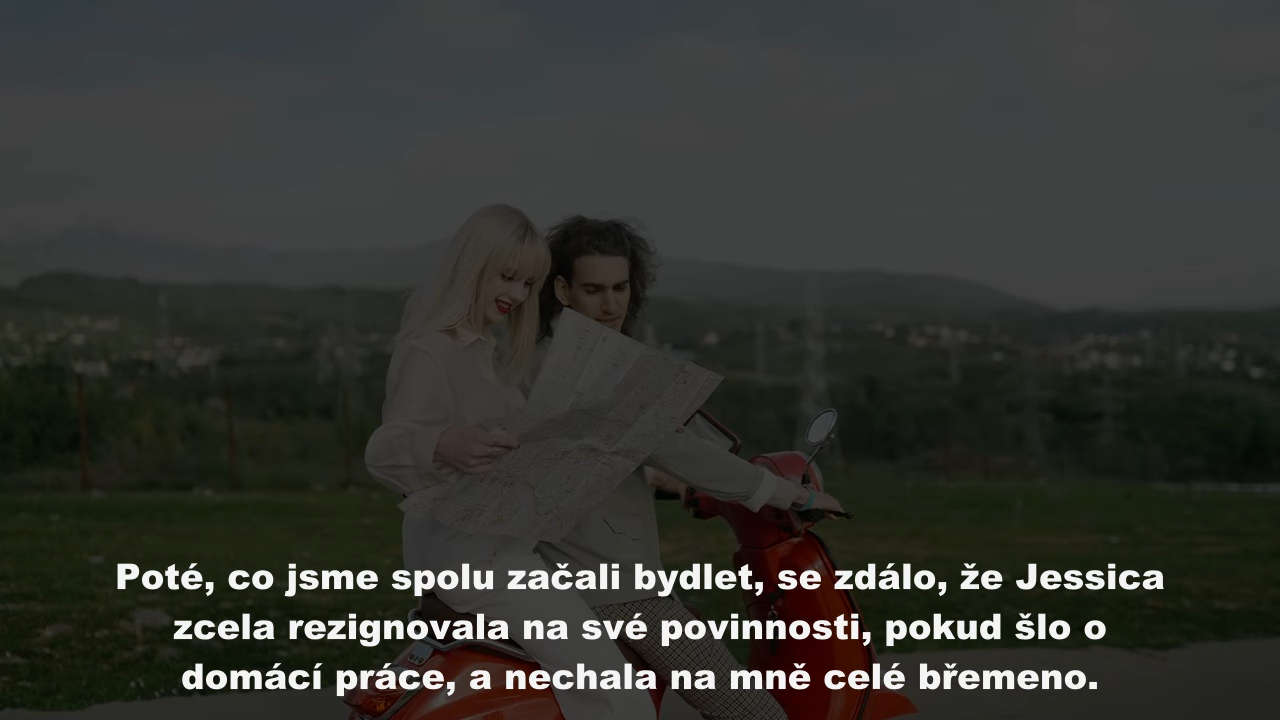 Poté, co jsme spolu začali bydlet, se zdálo, že Jessica
zcela rezignovala na své povinnosti, pokud šlo o
domácí práce, a nechala na mně celé břemeno.